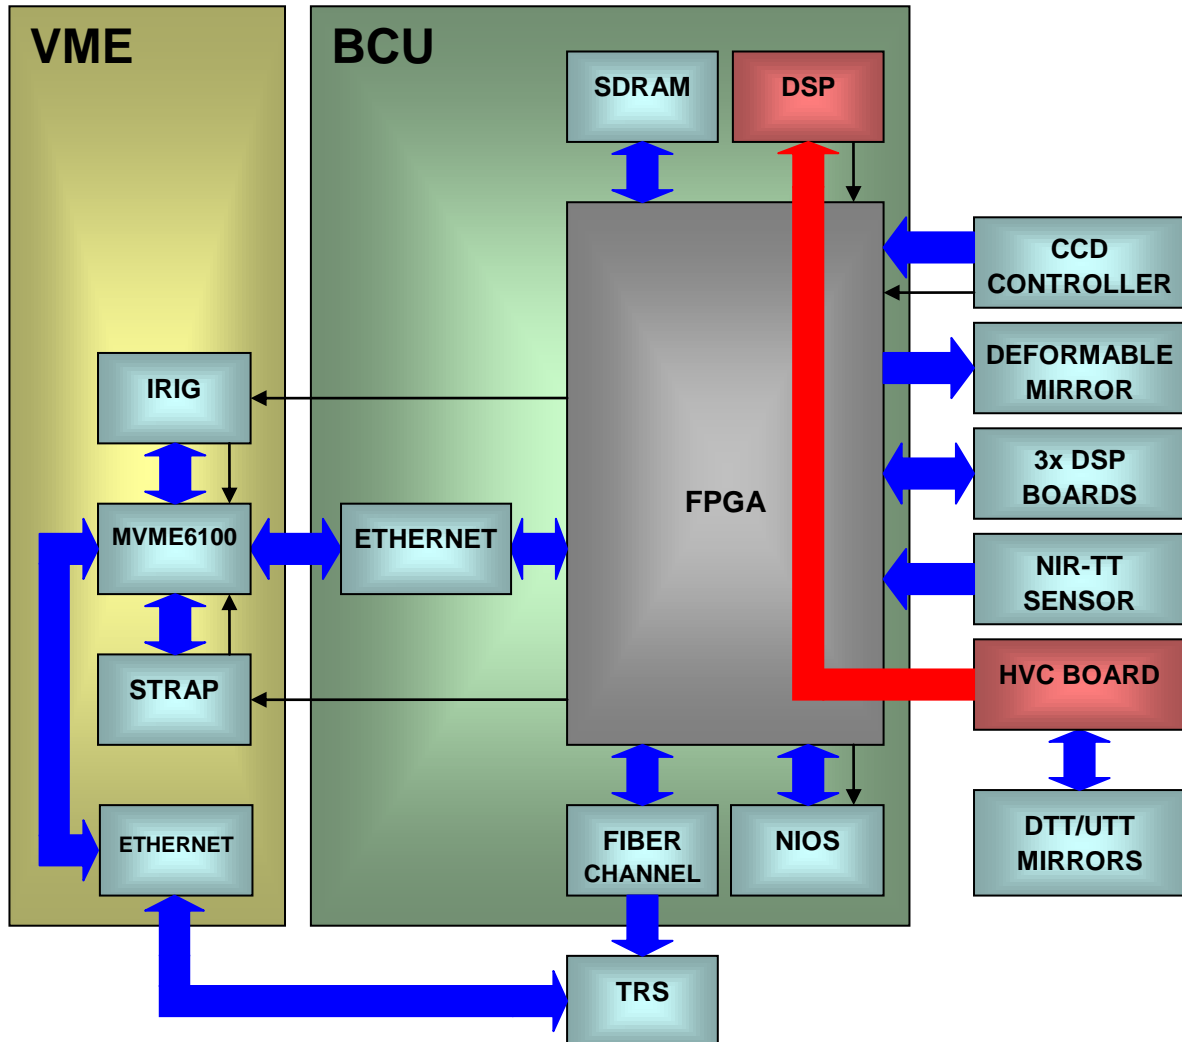 VME
BCU
SDRAM
DSP
CCD
CONTROLLER
DEFORMABLE
MIRROR
IRIG
3x DSP
BOARDS
FPGA
MVME6100
ETHERNET
NIR-TT
SENSOR
STRAP
HVC BOARD
ETHERNET
FIBER
CHANNEL
NIOS
DTT/UTT
MIRRORS
TRS